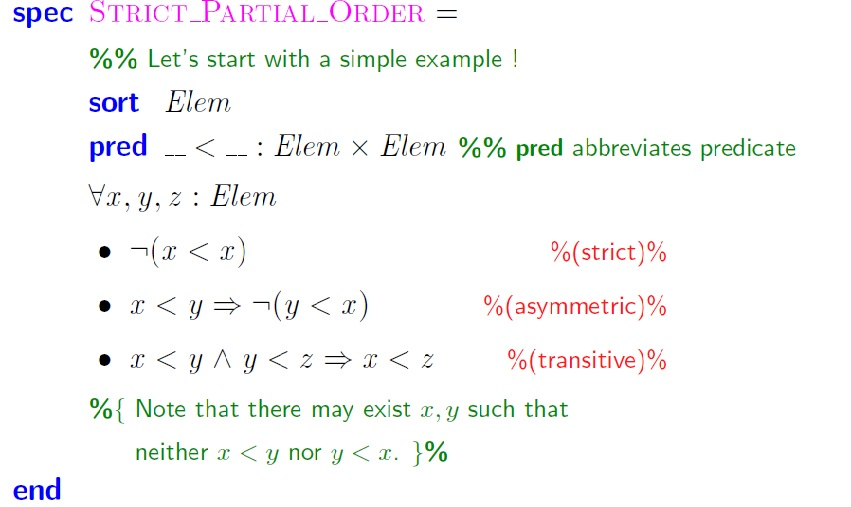 spec STRICT_PARTIAL_ORDER =
%% Let's start with a simple example !
sort Elem
pred __ < __ : Elem × Elem %% pred abbreviates predicate
∀x, y, z : Elem
• ¬(x < x) %(strict)%
• x < y ⇒ ¬(y < x) %(asymmetric)%
• x < y ∧ y < z ⇒ x < z %(transitive)%
%{ Note that there may exist x, y such that
neither x < y nor y < x. }%
end